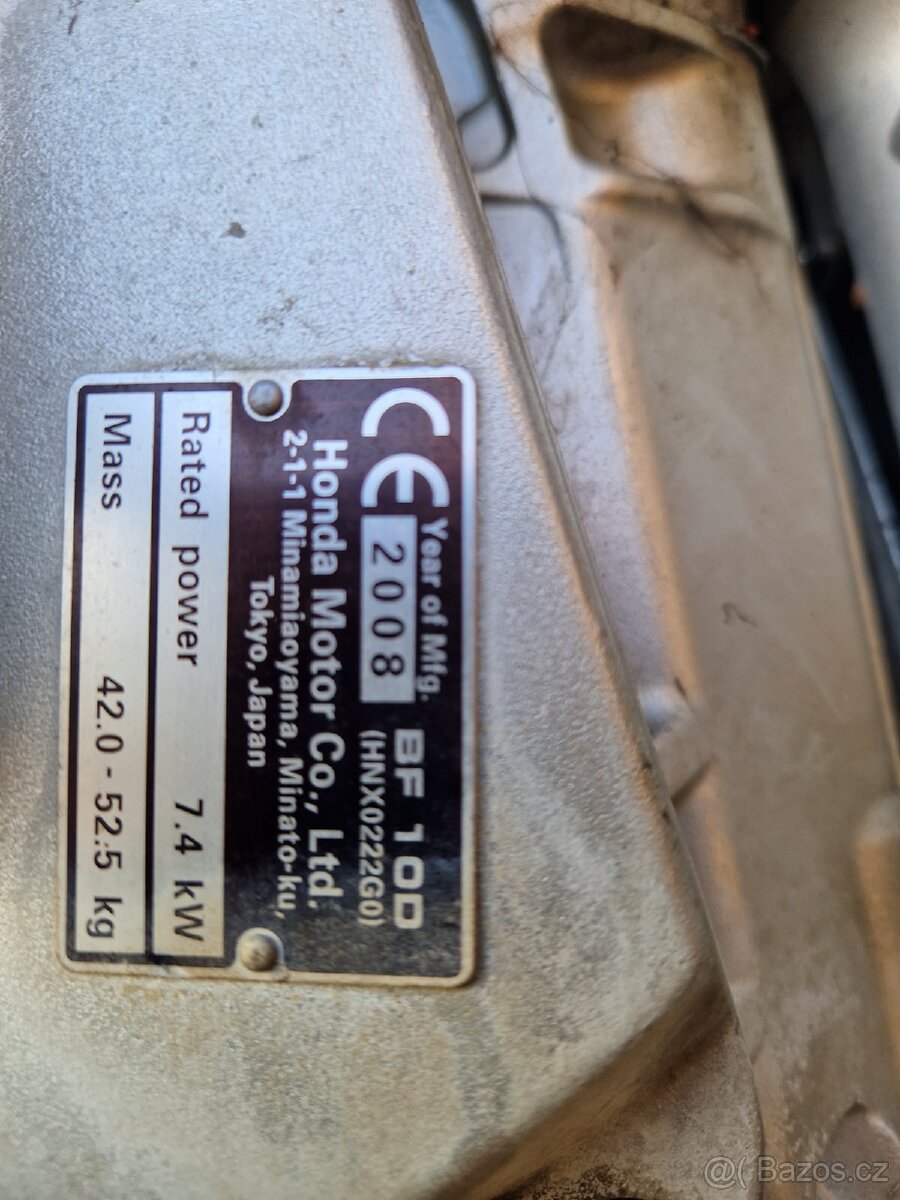 CE Year of Mfg. BF 10D
2008 (HNX0222G0)
Honda Motor Co., Ltd.
2-1-1 Minamiaoyama, Minato-ku,
Tokyo, Japan
Rated power 7.4 kW
Mass 42.0 - 52.5 kg
@( Bazos.cz